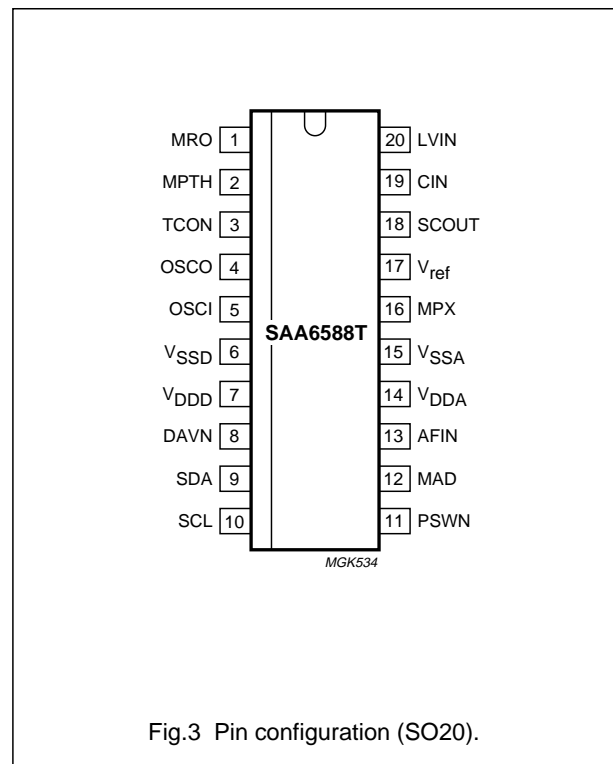 MRO 1 20 LVIN
MPTH 2 19 CIN
TCON 3 18 SCOUT
OSCO 4 17 Vref
OSCI 5 16 MPX
SAA6588T
VSSD 6 15 VSSA
VDDD 7 14 VDDA
DAVN 8 13 AFIN
SDA 9 12 MAD
SCL 10 11 PSWN
MGK534
Fig.3 Pin configuration (SO20).